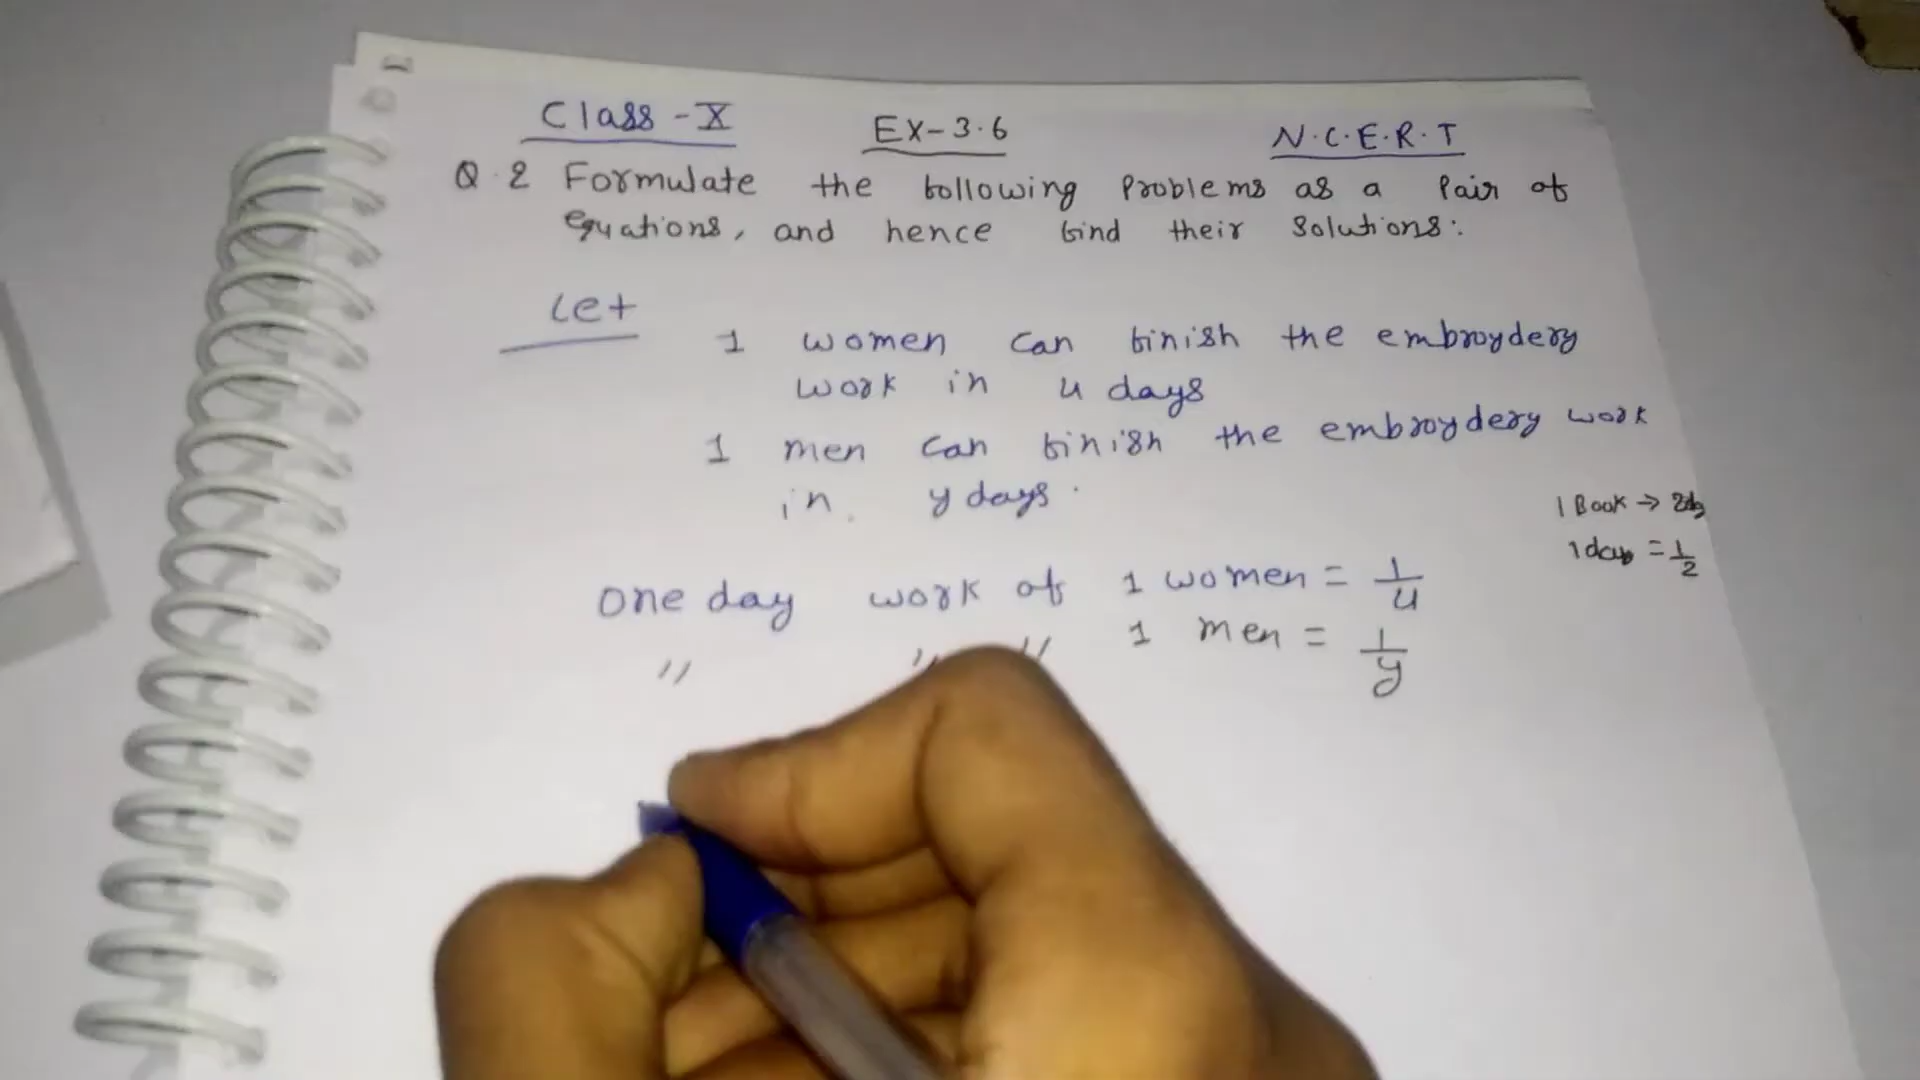 Class - X Ex-3.6 N.C.E.R.T
Q.2 Formulate the following Problems as a Pair of
equations, and hence find their Solutions:
Let
1 women can finish the embroydery
work in u days
1 men can finish the embroydery work
in y days.
1 Book → 2dy
1 day = 1/2
one day work of 1 women = 1/u
" " " 1 men = 1/y